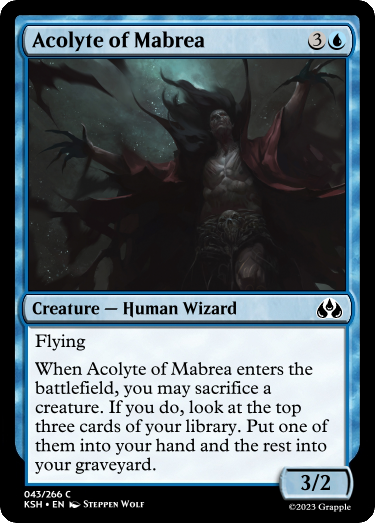 Acolyte of Mabrea 3
Creature — Human Wizard
Flying
When Acolyte of Mabrea enters the
battlefield, you may sacrifice a
creature. If you do, look at the top
three cards of your library. Put one of
them into your hand and the rest into
your graveyard.
3/2
043/266 C
KSH • EN Steppen Wolf
©2023 Grapple